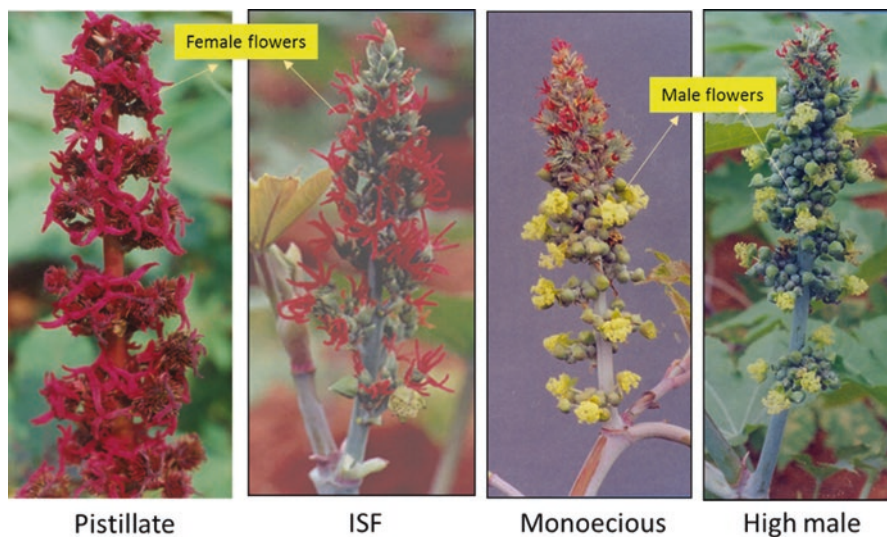 Female flowers
Male flowers
Pistillate
ISF
Monoecious
High male